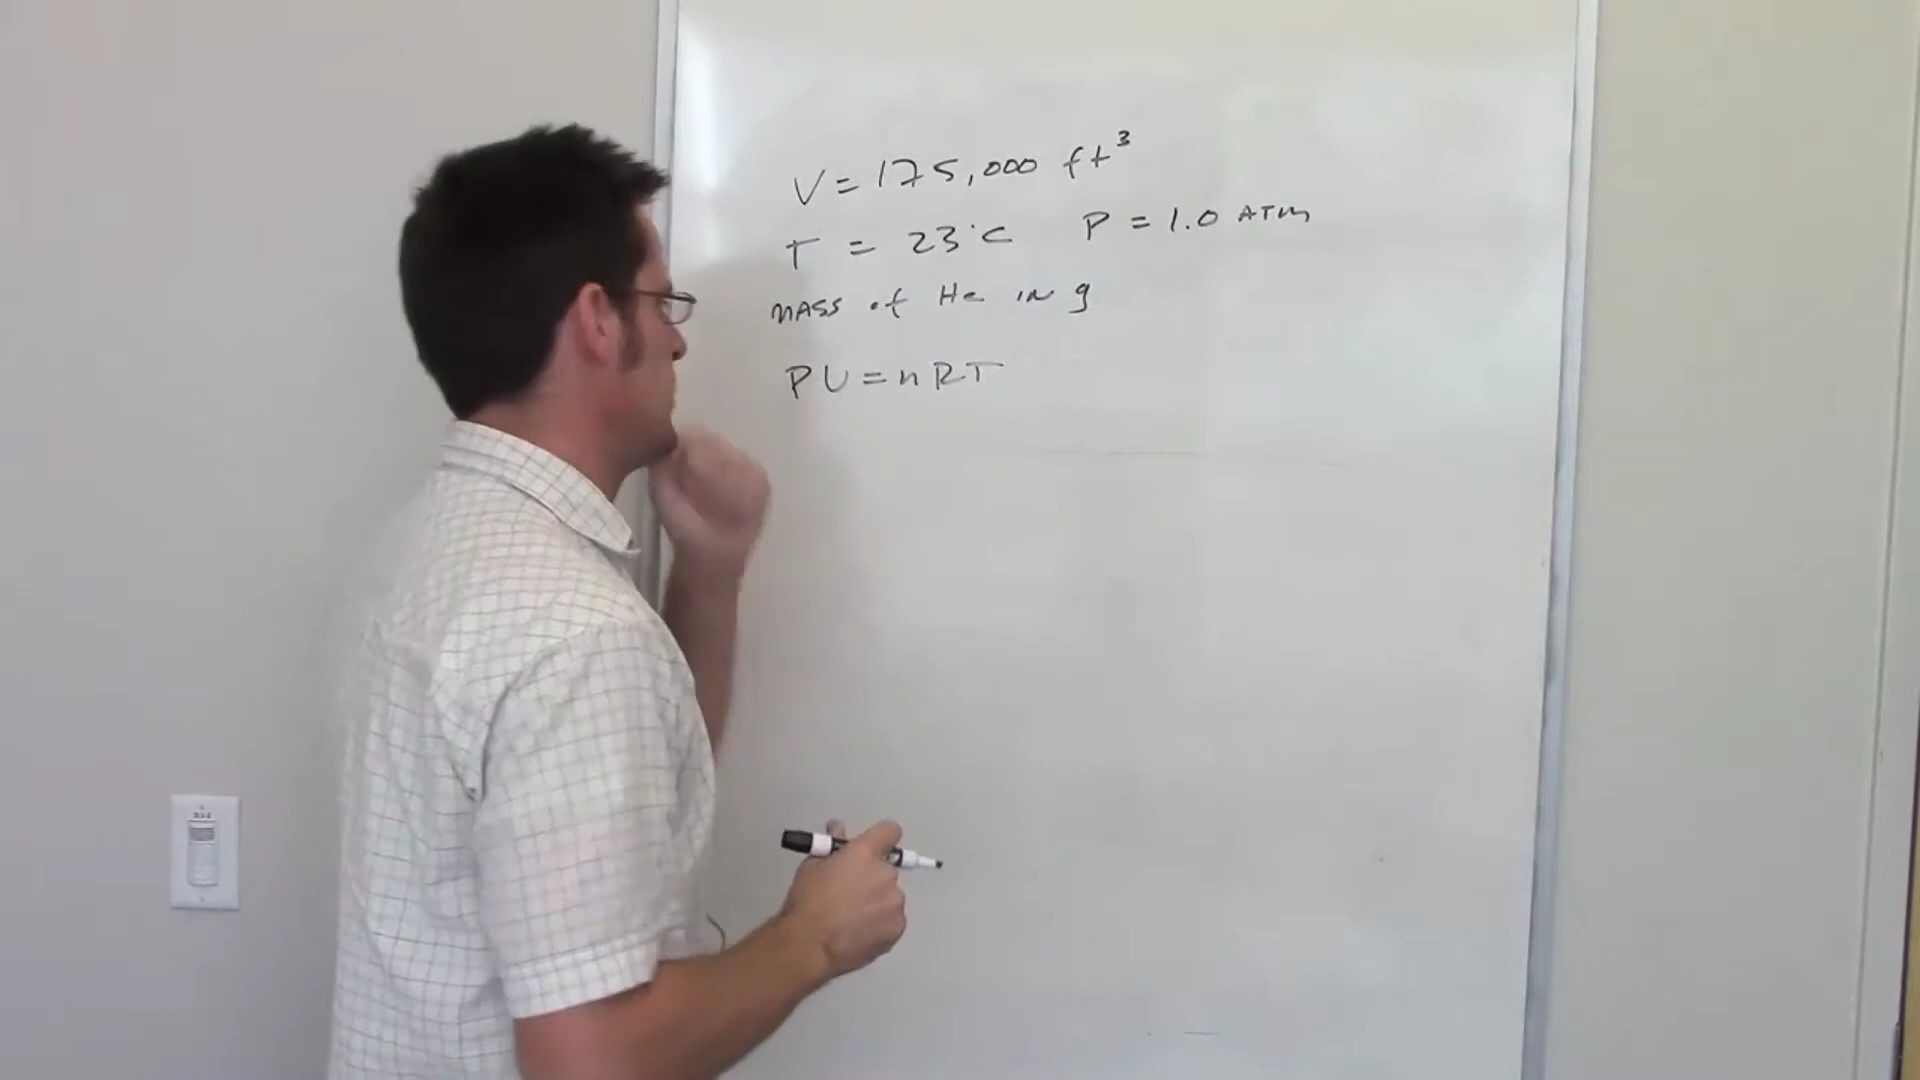 V = 175,000 ft³
T = 23°C P = 1.0 ATM
MASS of He IN g
PV = nRT